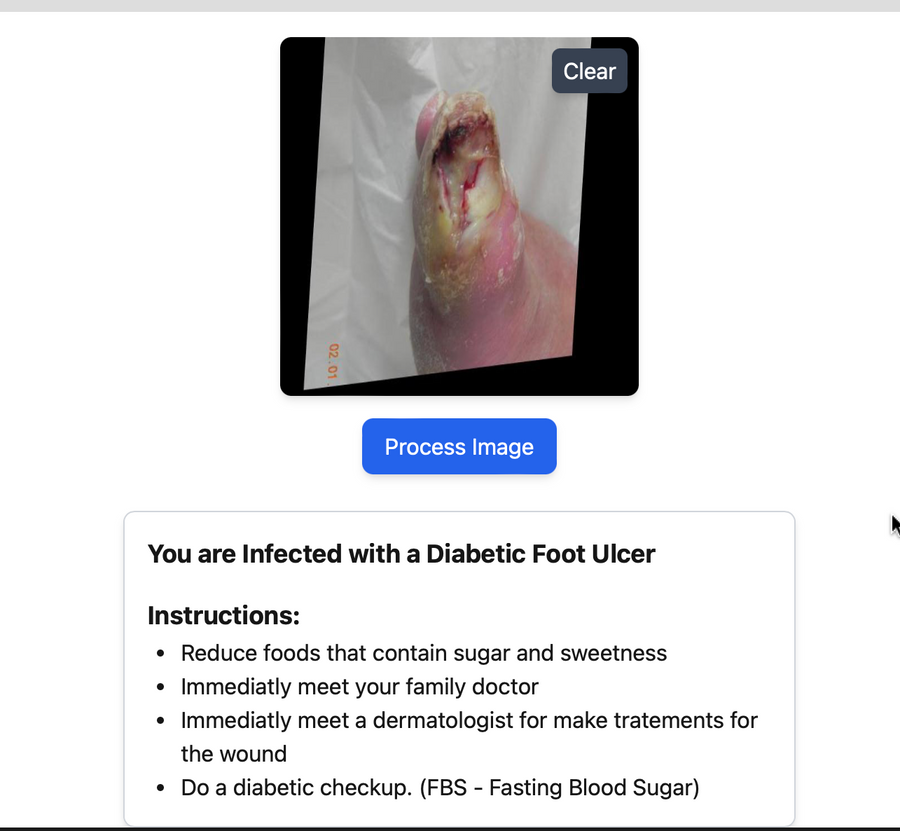 Clear
02.01
Process Image
You are Infected with a Diabetic Foot Ulcer
Instructions:
• Reduce foods that contain sugar and sweetness
• Immediatly meet your family doctor
• Immediatly meet a dermatologist for make tratements for
the wound
• Do a diabetic checkup. (FBS - Fasting Blood Sugar)